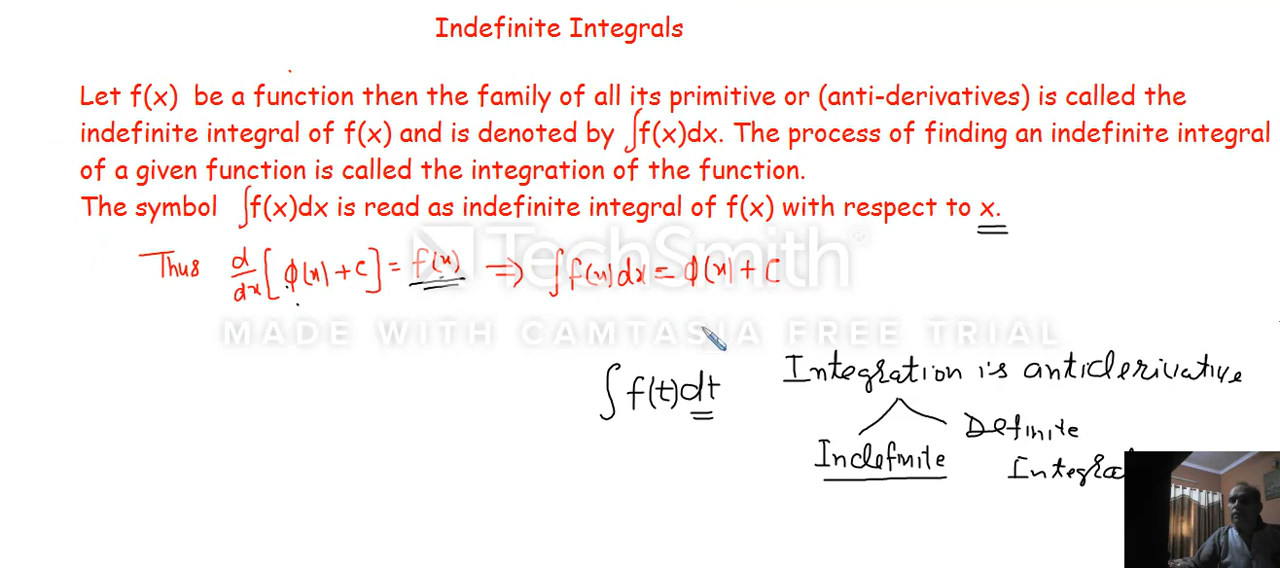 Indefinite Integrals
Let f(x) be a function then the family of all its primitive or (anti-derivatives) is called the
indefinite integral of f(x) and is denoted by ∫f(x)dx. The process of finding an indefinite integral
of a given function is called the integration of the function.
The symbol ∫f(x)dx is read as indefinite integral of f(x) with respect to x.
Thus d/dx [ϕ(x)+C] = f(x) ⇒ ∫f(x)dx = ϕ(x)+C
TechSmith®
MADE WITH CAMTASIA FREE TRIAL
∫f(t)dt
Integration is antiderivative
Indefinite
Definite